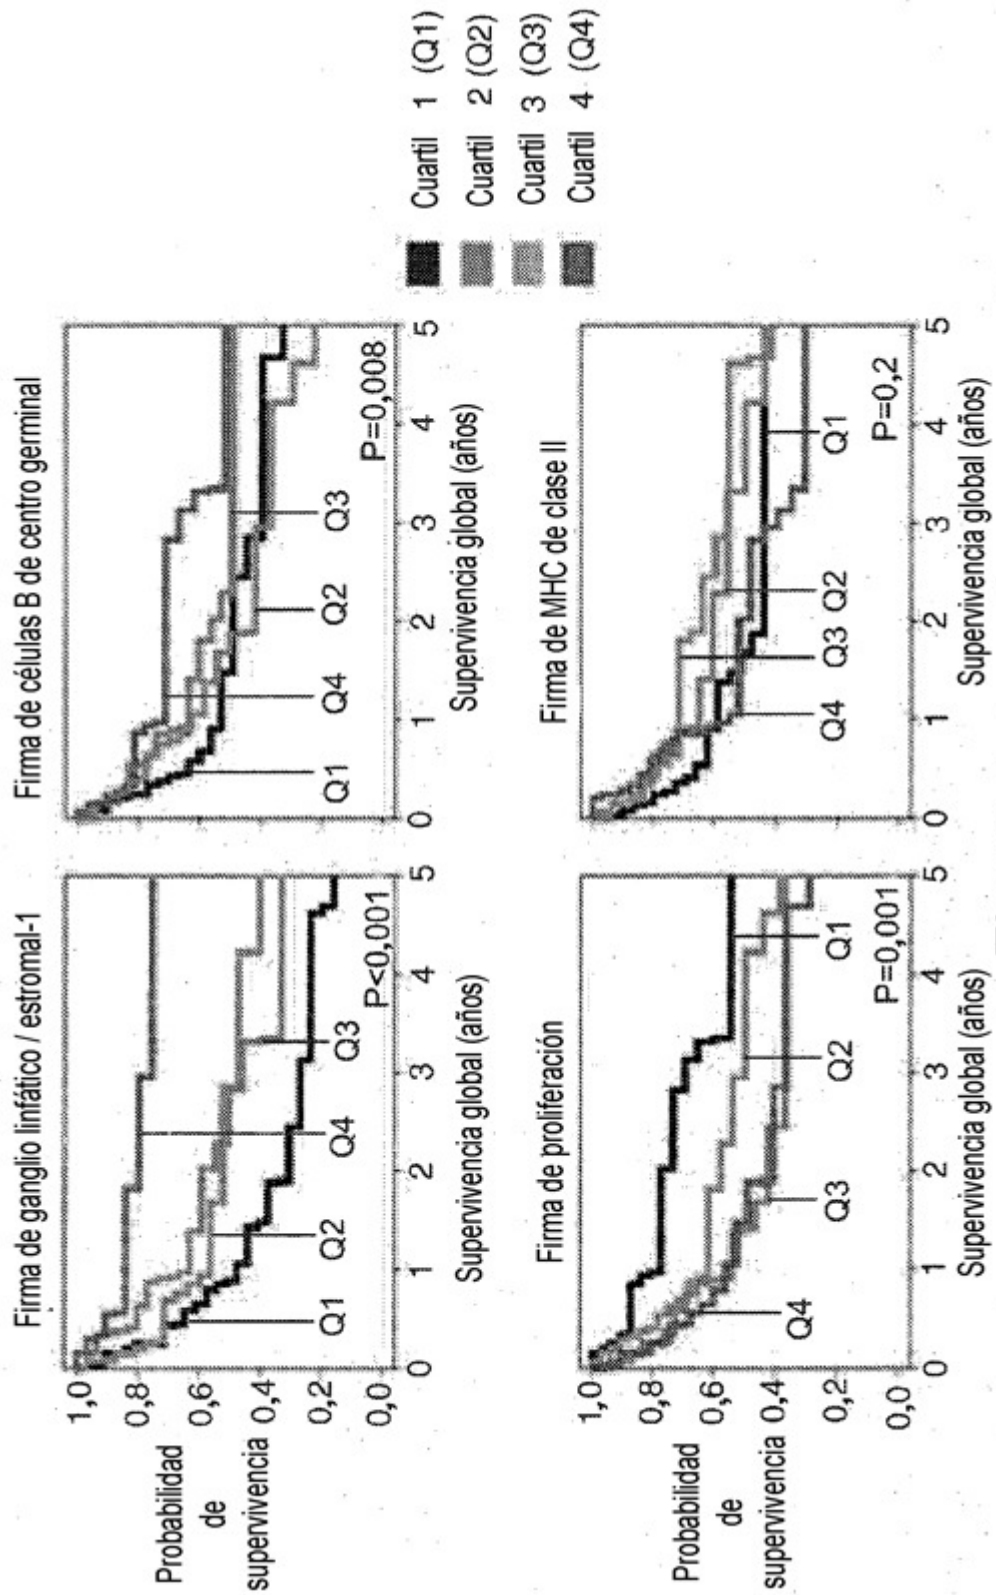 Firma de ganglio linfático / estromal-1
Probabilidad
de
supervivencia
1,0
0,8
0,6
0,4
0,2
0,0
Q1
Q2
Q4
Q3
P<0,001
0 1 2 3 4 5
Supervivencia global (años)
Firma de células B de centro germinal
Q1
Q4
Q2
Q3
P=0,008
0 1 2 3 4 5
Supervivencia global (años)
Firma de proliferación
Probabilidad
de
supervivencia
1,0
0,8
0,6
0,4
0,2
0,0
Q4
Q3
Q2
Q1
P=0,001
0 1 2 3 4 5
Supervivencia global (años)
Firma de MHC de clase II
Q4
Q3
Q2
Q1
P=0,2
0 1 2 3 4 5
Supervivencia global (años)
Cuartil 1 (Q1)
Cuartil 2 (Q2)
Cuartil 3 (Q3)
Cuartil 4 (Q4)